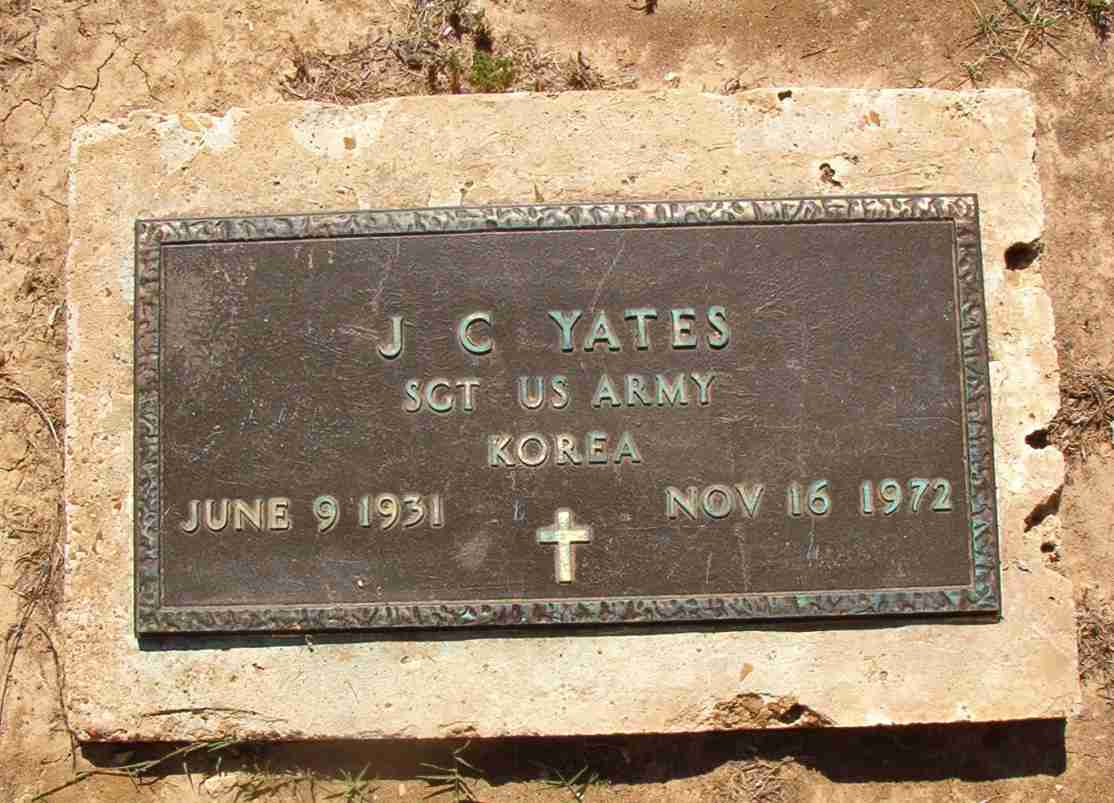 J C YATES
SGT US ARMY
KOREA
JUNE 9 1931 NOV 16 1972